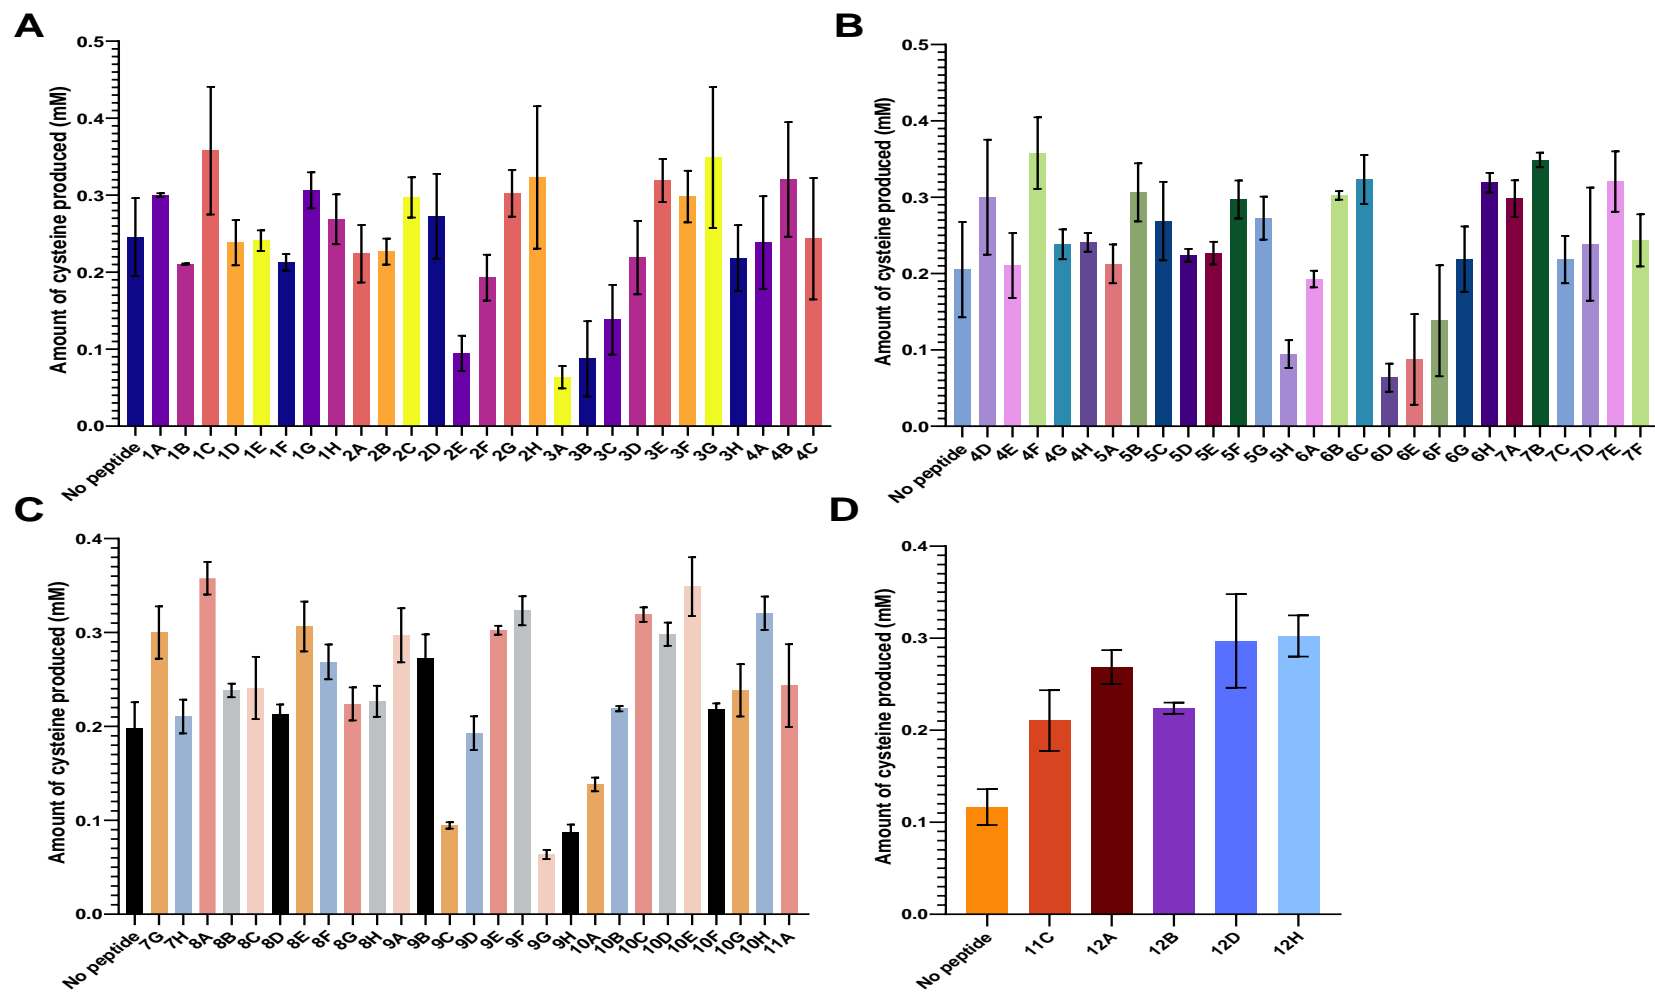 A
Amount of cysteine produced (mM)
0.5
0.4
0.3
0.2
0.1
0.0
No peptide 1A 1B 1C 1D 1E 1F 1G 1H 2A 2B 2C 2D 2E 2F 2G 2H 3A 3B 3C 3D 3E 3F 3G 3H 4A 4B 4C
B
Amount of cysteine produced (mM)
0.5
0.4
0.3
0.2
0.1
0.0
No peptide 4D 4E 4F 4G 4H 5A 5B 5C 5D 5E 5F 5G 5H 6A 6B 6C 6D 6E 6F 6G 6H 7A 7B 7C 7D 7E 7F
C
Amount of cysteine produced (mM)
0.4
0.3
0.2
0.1
0.0
No peptide 7G 7H 8A 8B 8C 8D 8E 8F 8G 8H 9A 9B 9C 9D 9E 9F 9G 9H 10A 10B 10C 10D 10E 10F 10G 10H 11A
D
Amount of cysteine produced (mM)
0.4
0.3
0.2
0.1
0.0
No peptide 11C 12A 12B 12D 12H